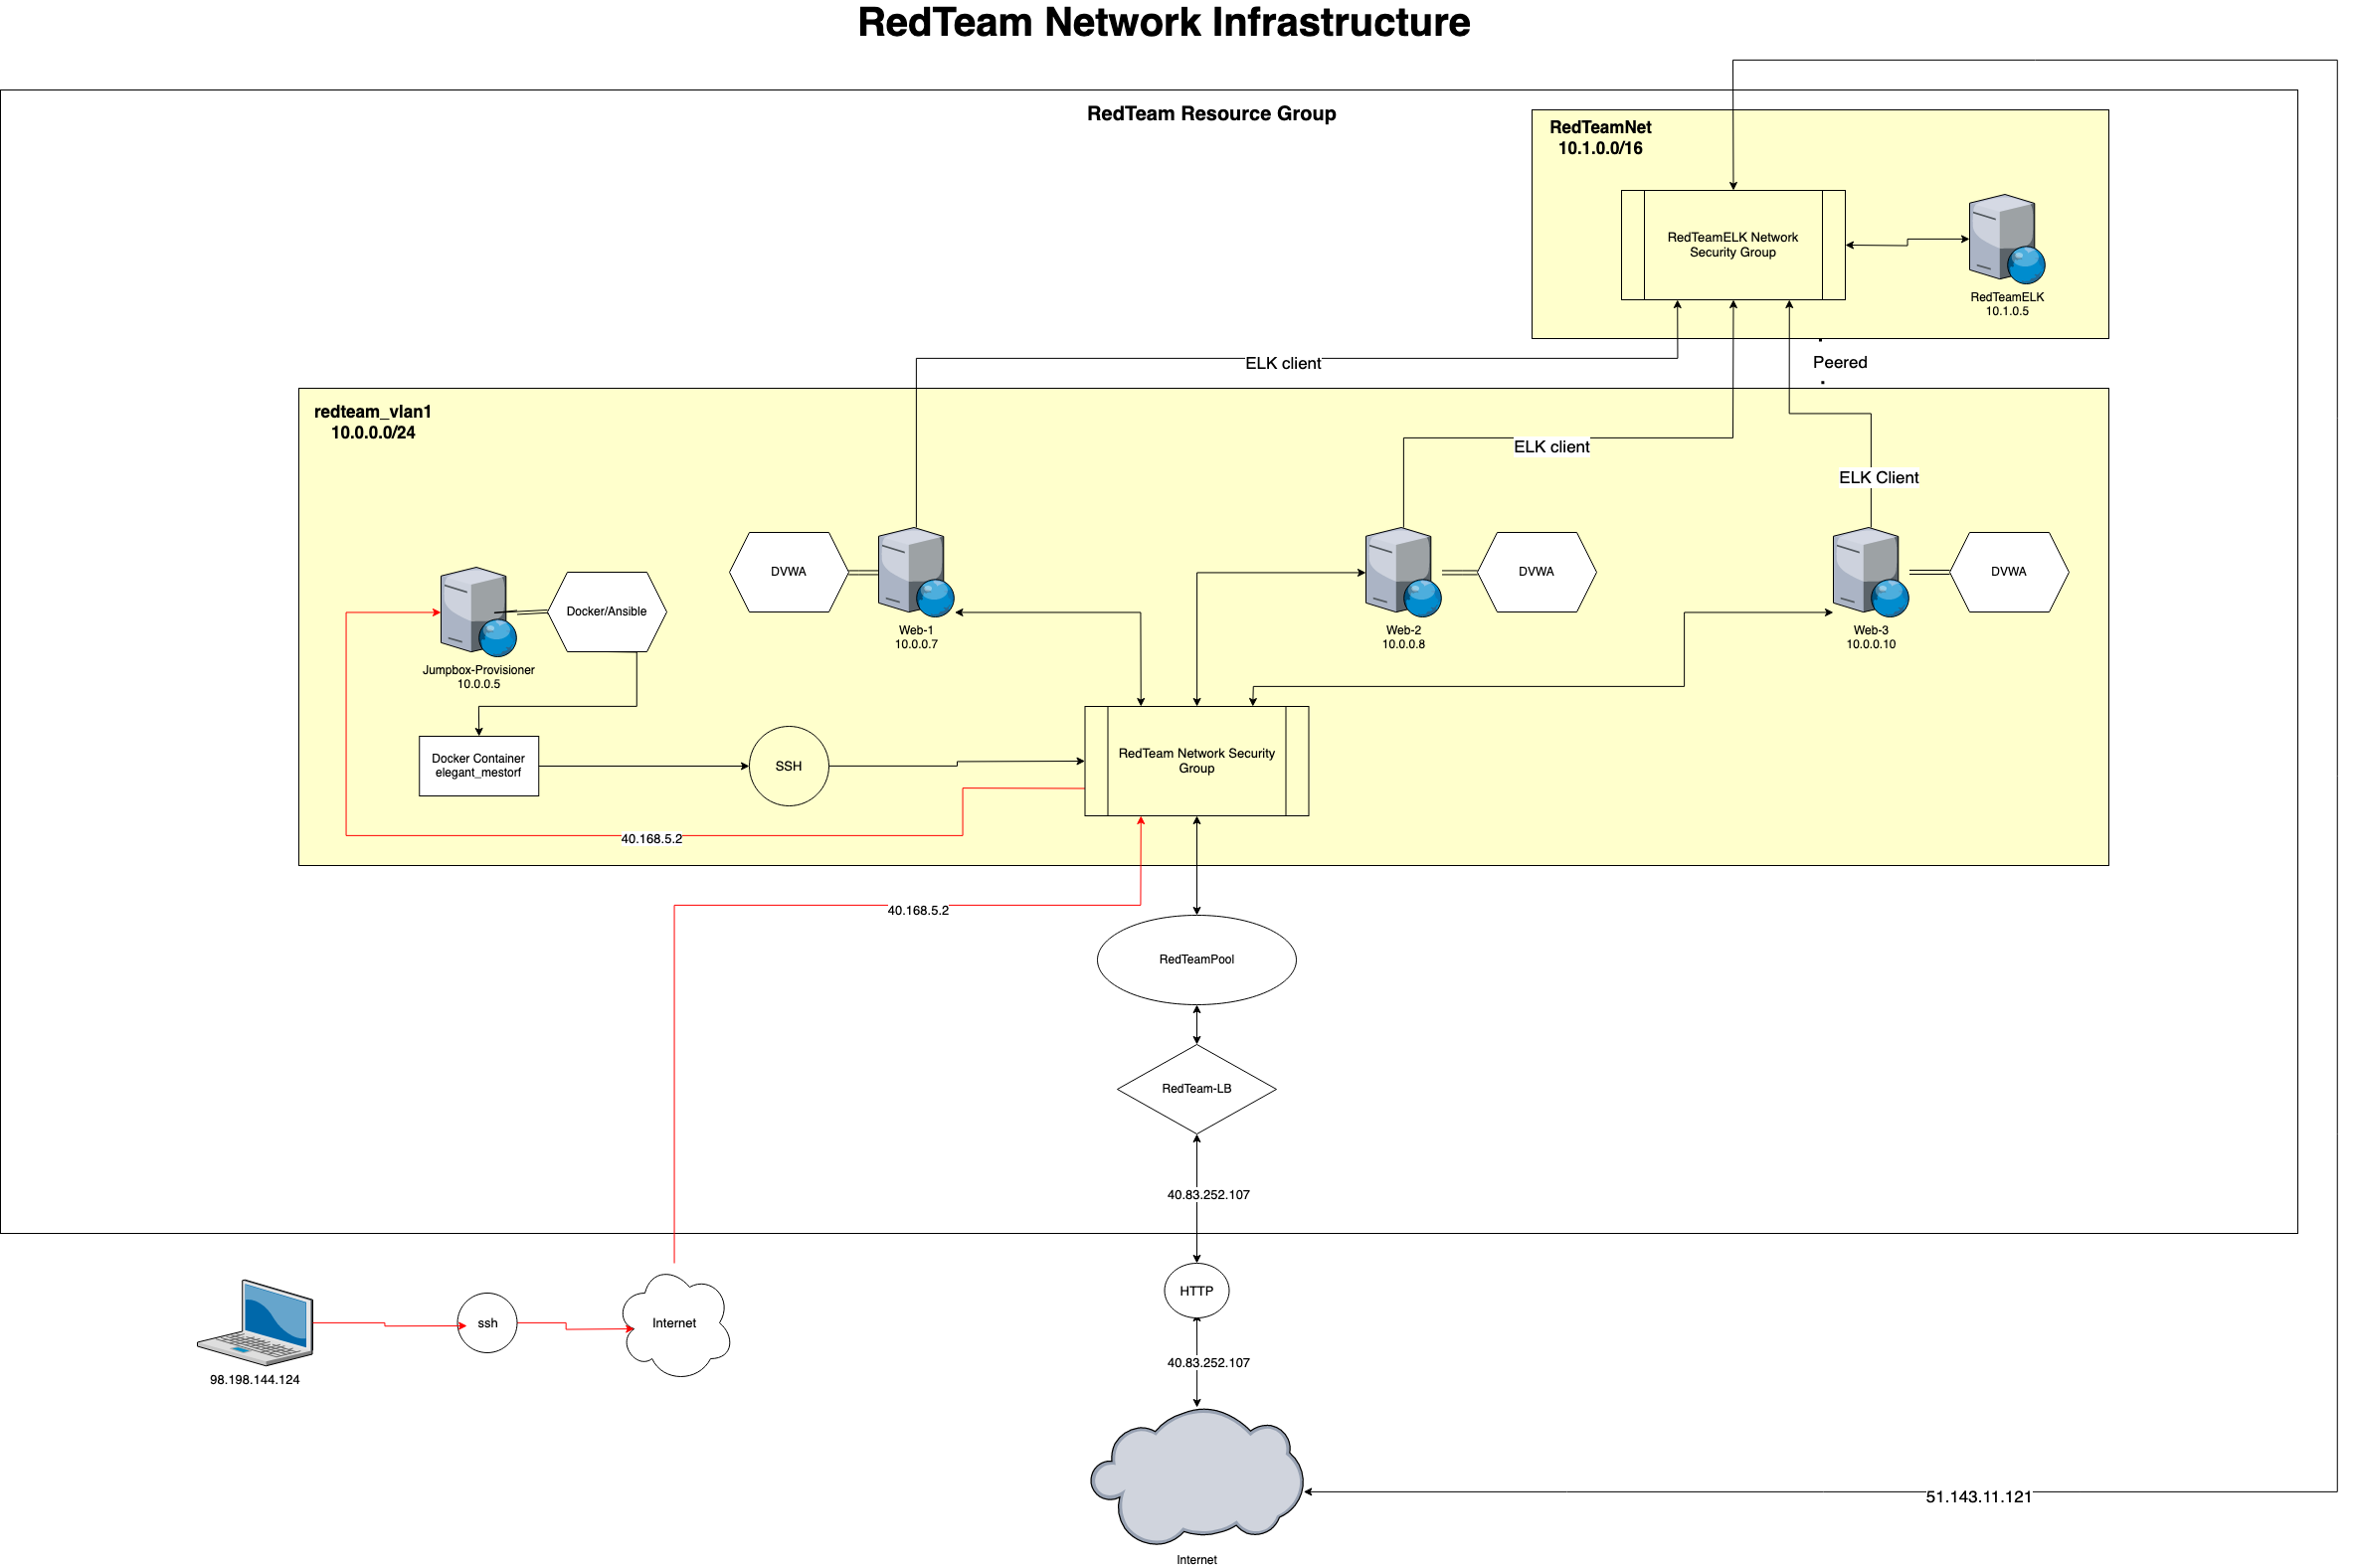 RedTeam Network Infrastructure
RedTeam Resource Group
RedTeamNet
10.1.0.0/16
RedTeamELK Network
Security Group
RedTeamELK
10.1.0.5
ELK client
Peered
redteam_vlan1
10.0.0.0/24
ELK client
ELK Client
DVWA
DVWA
DVWA
Docker/Ansible
Web-1
10.0.0.7
Web-2
10.0.0.8
Web-3
10.0.0.10
Jumpbox-Provisioner
10.0.0.5
Docker Container
elegant_mestorf
SSH
RedTeam Network Security
Group
40.168.5.2
40.168.5.2
RedTeamPool
RedTeam-LB
40.83.252.107
HTTP
ssh
Internet
40.83.252.107
98.198.144.124
51.143.11.121
Internet